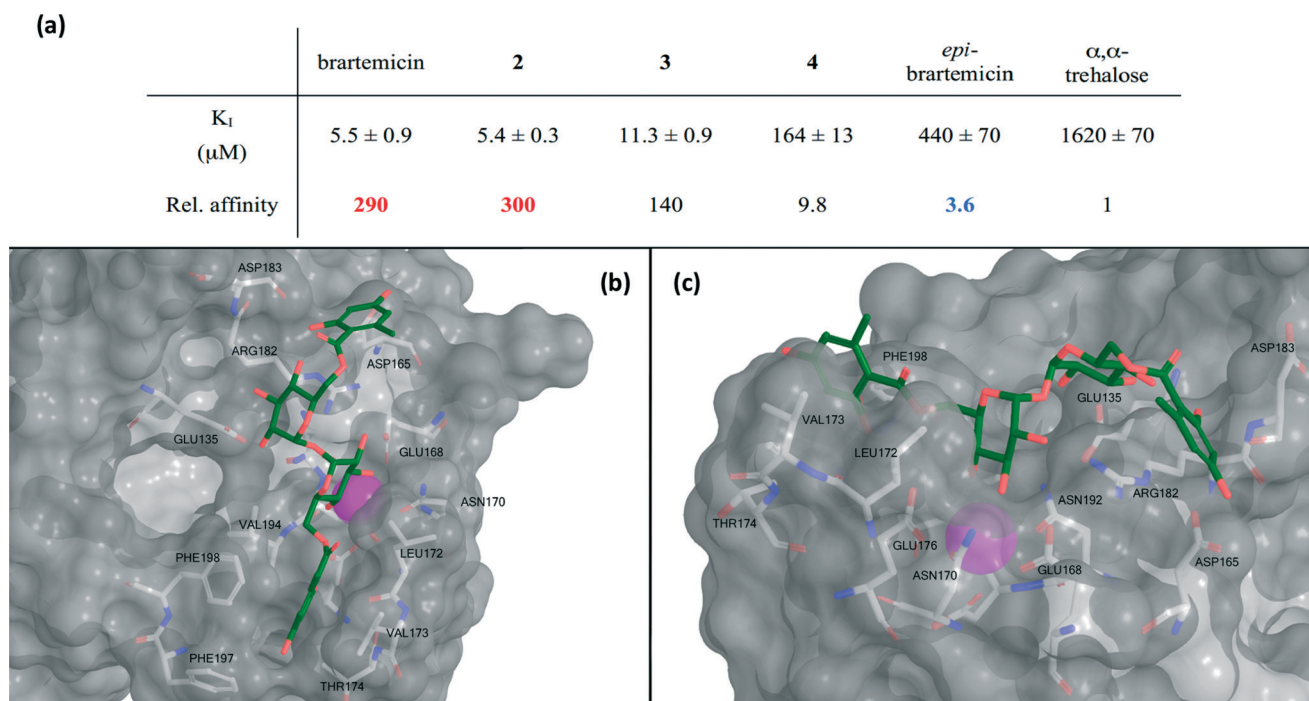 (a)
brartemicin 2 3 4 epi-brartemicin α,α-trehalose
K_I (μM) 5.5 ± 0.9 5.4 ± 0.3 11.3 ± 0.9 164 ± 13 440 ± 70 1620 ± 70
Rel. affinity 290 300 140 9.8 3.6 1
(b)
ASP183
ARG182
ASP165
GLU135
GLU168
ASN170
VAL194
LEU172
PHE198
VAL173
PHE197
THR174
(c)
PHE198
ASP183
GLU135
VAL173
LEU172
ASN192
ARG182
THR174
GLU176
ASN170
GLU168
ASP165